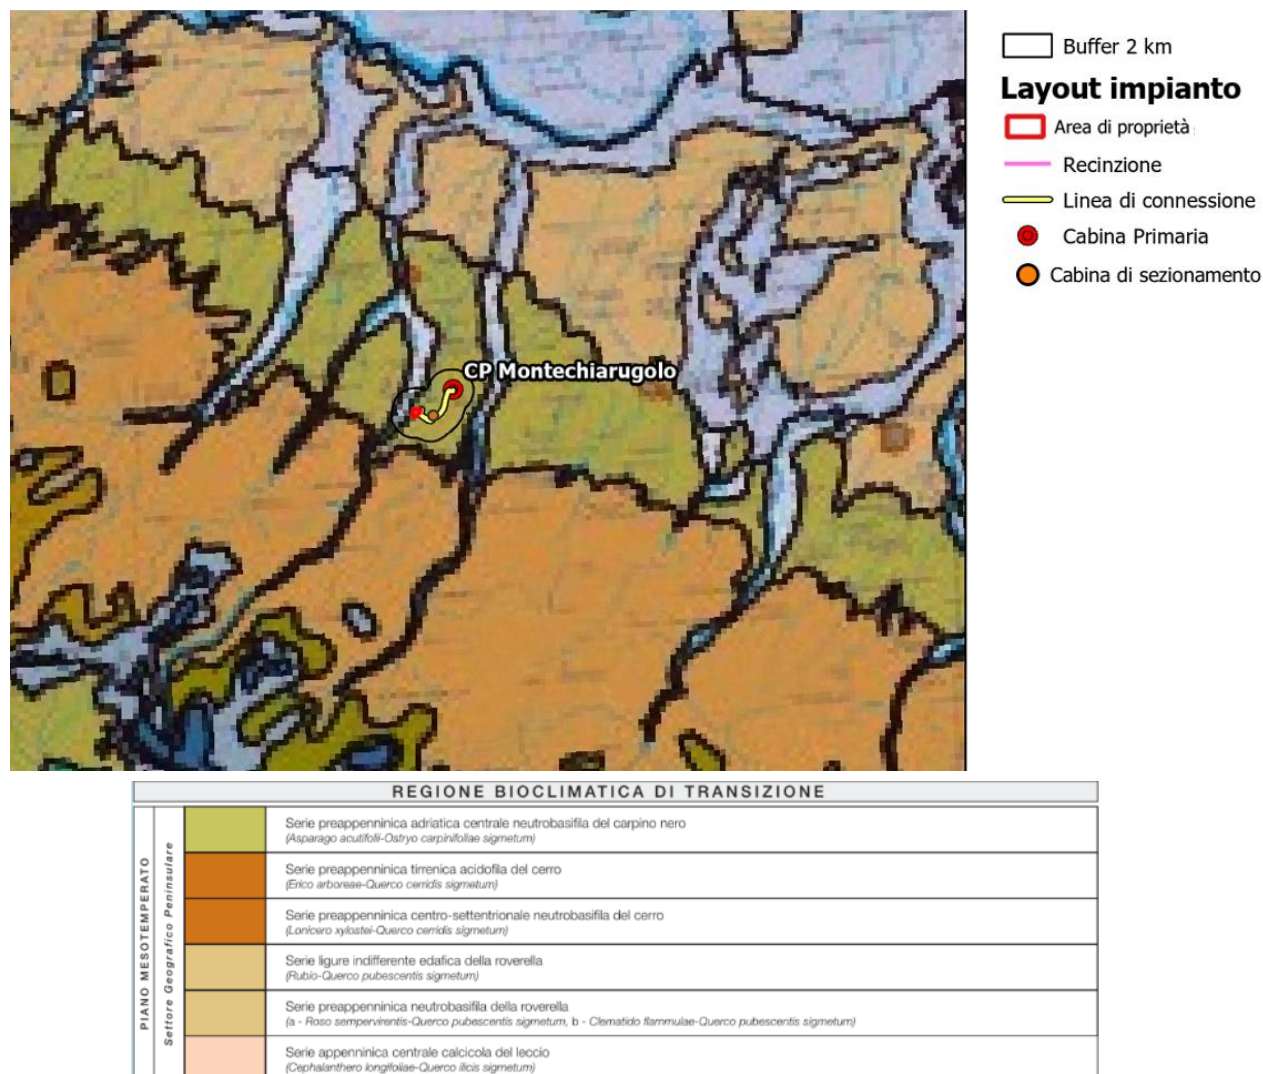 Buffer 2 km
Layout impianto
Area di proprietà
Recinzione
Linea di connessione
Cabina Primaria
Cabina di sezionamento
CP Montechiarugolo
REGIONE BIOCLIMATICA DI TRANSIZIONE
PIANO MESOTEMPERATO
Settore Geografico Peninsulare
Serie preappenninica adriatica centrale neutrobasifila del carpino nero
(Asparago acutifolii-Ostryo carpinifoliae sigmetum)
Serie preappenninica tirrenica acidofila del cerro
(Erico arboreae-Querco cerridis sigmetum)
Serie preappenninica centro-settentrionale neutrobasifila del cerro
(Lonicero xylostei-Querco cerridis sigmetum)
Serie ligure indifferente edafica della roverella
(Rubio-Querco pubescentis sigmetum)
Serie preappenninica neutrobasifila della roverella
(a - Roso sempervirentis-Querco pubescentis sigmetum, b - Clematido flammulae-Querco pubescentis sigmetum)
Serie appenninica centrale calcicola del leccio
(Cephalanthero longifoliae-Querco ilicis sigmetum)